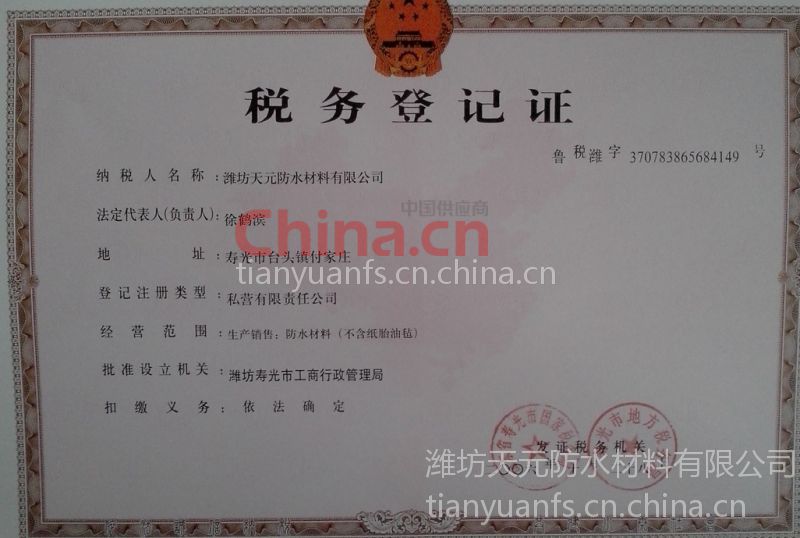 税务登记证
鲁 税 潍 字 370783865684149 号
纳税人名称：潍坊天元防水材料有限公司
法定代表人(负责人)：徐鹤滨
中国供应商
China.cn
地 址：寿光市台头镇付家庄
tianyuanfs.cn.china.cn
登记注册类型：私营有限责任公司
经营范围：生产销售：防水材料（不含纸胎油毡）
批准设立机关：潍坊寿光市工商行政管理局
扣缴义务：依法确定
发证税务机关
潍坊天元防水材料有限公司
tianyuanfs.cn.china.cn